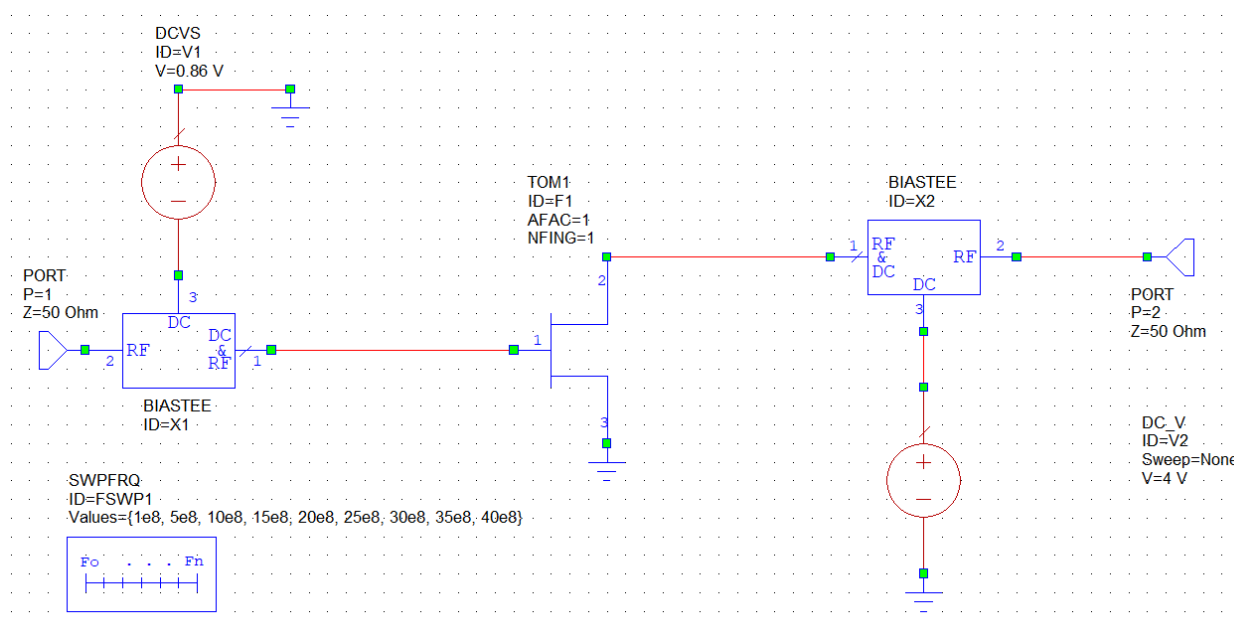 DCVS
ID=V1
V=0.86 V
+
−
TOM1
ID=F1
AFAC=1
NFING=1
BIASTEE
ID=X2
1
RF
&
DC
RF
2
DC
3
2
PORT
P=1
Z=50 Ohm
3
DC
RF
2
DC
&
RF
1
1
3
BIASTEE
ID=X1
PORT
P=2
Z=50 Ohm
DC_V
ID=V2
Sweep=None
V=4 V
+
−
SWPFRQ
ID=FSWP1
Values={1e8, 5e8, 10e8, 15e8, 20e8, 25e8, 30e8, 35e8, 40e8}
Fo . . . Fn